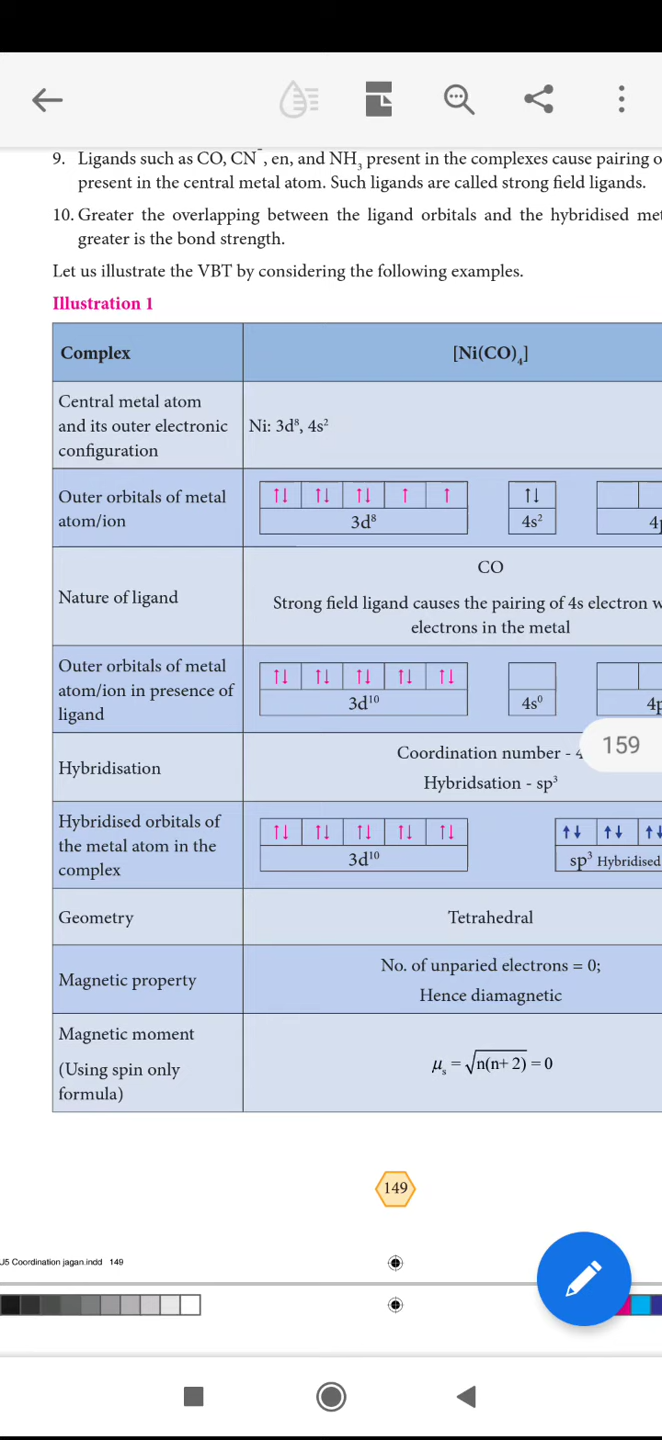 9. Ligands such as CO, CN⁻, en, and NH₃ present in the complexes cause pairing
present in the central metal atom. Such ligands are called strong field ligands.
10. Greater the overlapping between the ligand orbitals and the hybridised
greater is the bond strength.
Let us illustrate the VBT by considering the following examples.
Illustration 1
Complex
[Ni(CO)₄]
Central metal atom
and its outer electronic
configuration
Ni: 3d⁸, 4s²
Outer orbitals of metal
atom/ion
↑↓ ↑↓ ↑↓ ↑ ↑
3d⁸
↑↓
4s²
Nature of ligand
CO
Strong field ligand causes the pairing of 4s electron
electrons in the metal
Outer orbitals of metal
atom/ion in presence of
ligand
↑↓ ↑↓ ↑↓ ↑↓ ↑↓
3d¹⁰
4s⁰
159
Hybridisation
Coordination number - 4
Hybridsation - sp³
Hybridised orbitals of
the metal atom in the
complex
↑↓ ↑↓ ↑↓ ↑↓ ↑↓
3d¹⁰
↑↓ ↑↓ ↑↓
sp³ Hybridised
Geometry
Tetrahedral
Magnetic property
No. of unparied electrons = 0;
Hence diamagnetic
Magnetic moment
(Using spin only
formula)
μₛ = √n(n+ 2) = 0
149
U5 Coordination jagan.indd 149